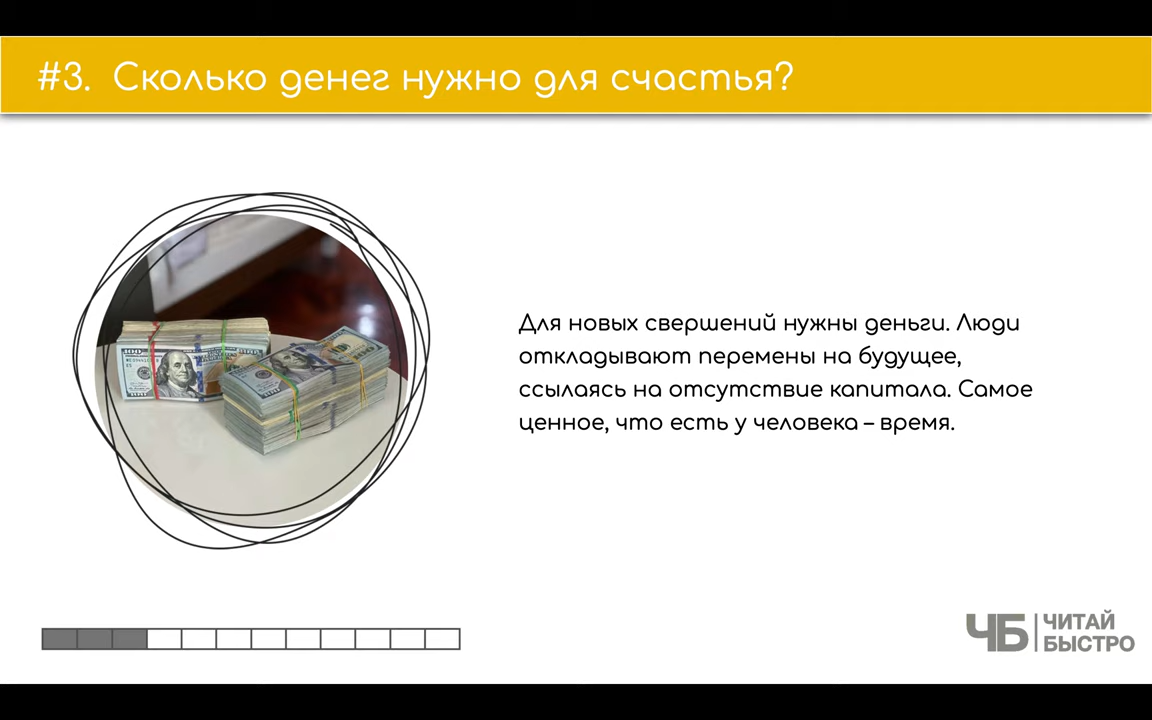 #3. Сколько денег нужно для счастья?
Для новых свершений нужны деньги. Люди
откладывают перемены на будущее,
ссылаясь на отсутствие капитала. Самое
ценное, что есть у человека – время.
ЧБ
ЧИТАЙ
БЫСТРО